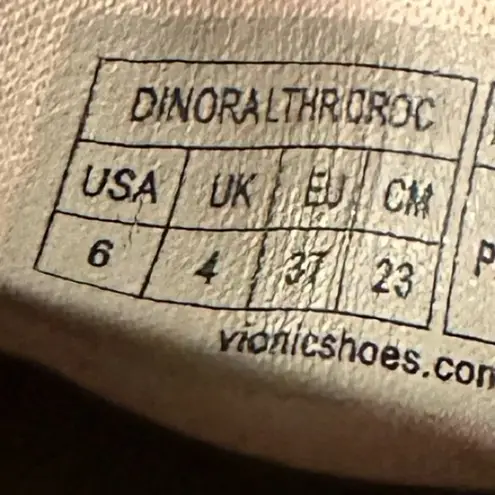 DINORALTHROROC
USA UK EU CM
6 4 37 23 P
vionicshoes.com